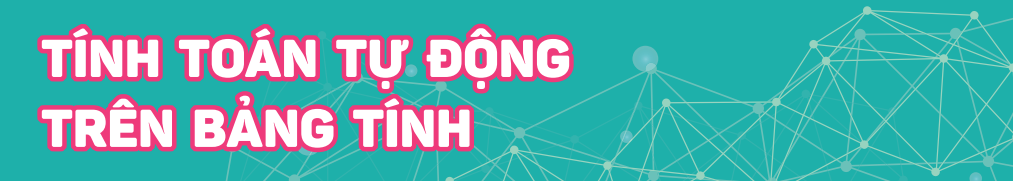 TÍNH TOÁN TỰ ĐỘNG
TRÊN BẢNG TÍNH